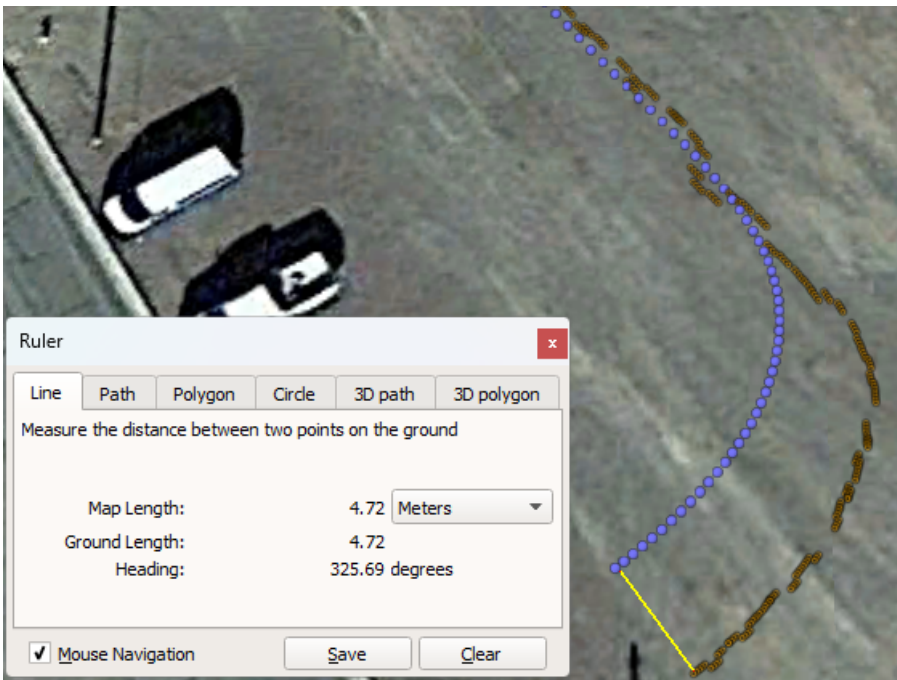 Ruler
x
Line Path Polygon Circle 3D path 3D polygon
Measure the distance between two points on the ground
Map Length: 4.72 Meters
Ground Length: 4.72
Heading: 325.69 degrees
Mouse Navigation Save Clear